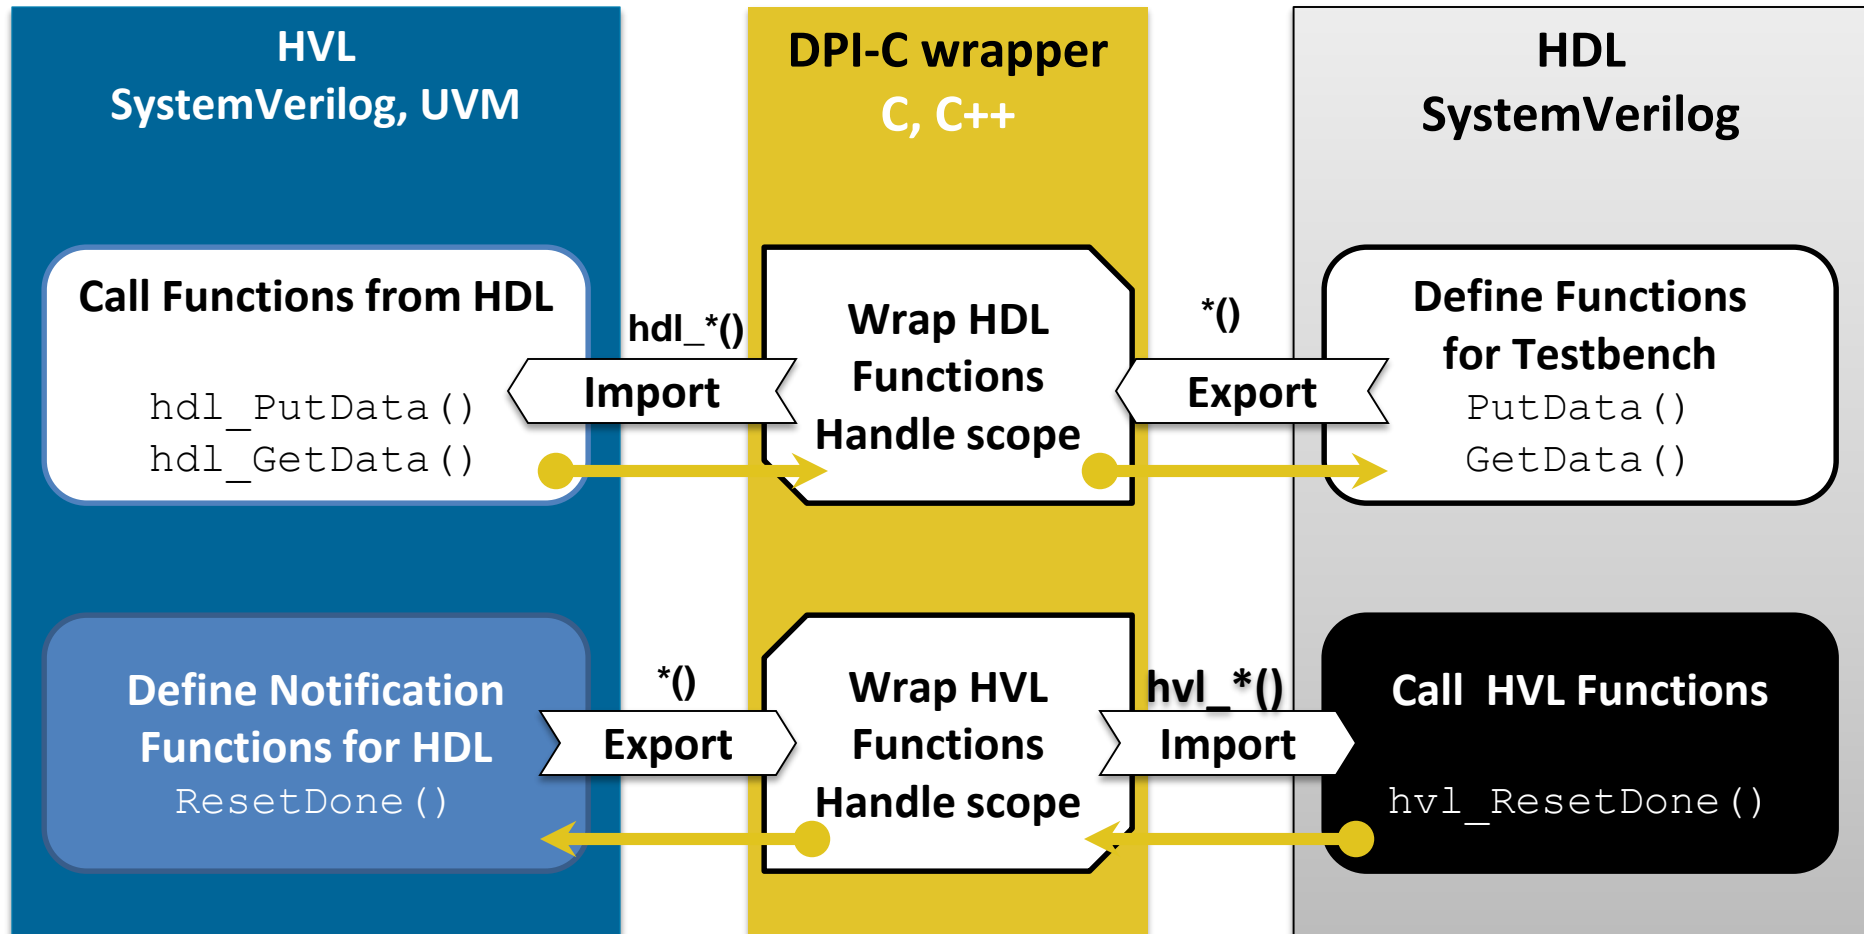 HVL
SystemVerilog, UVM
DPI-C wrapper
C, C++
HDL
SystemVerilog
Call Functions from HDL
hdl_PutData()
hdl_GetData()
hdl_*()
Import
Wrap HDL
Functions
Handle scope
*()
Export
Define Functions
for Testbench
PutData()
GetData()
Define Notification
Functions for HDL
ResetDone()
*()
Export
Wrap HVL
Functions
Handle scope
hvl_*()
Import
Call  HVL Functions
hvl_ResetDone()